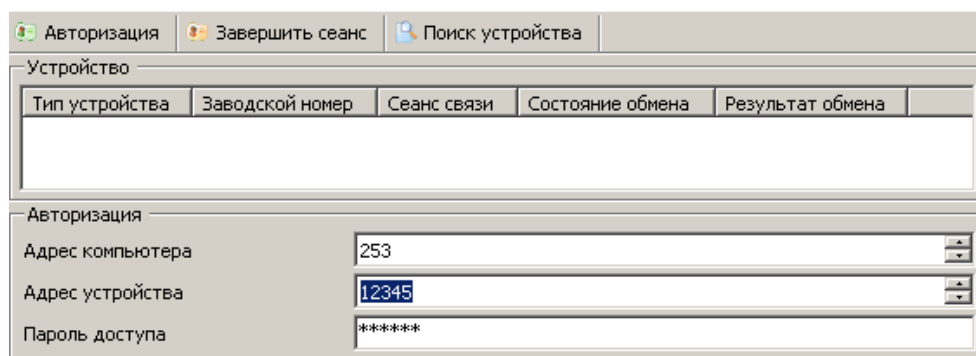 Авторизация Завершить сеанс Поиск устройства
Устройство
Тип устройства Заводской номер Сеанс связи Состояние обмена Результат обмена
Авторизация
Адрес компьютера 253
Адрес устройства 12345
Пароль доступа ******